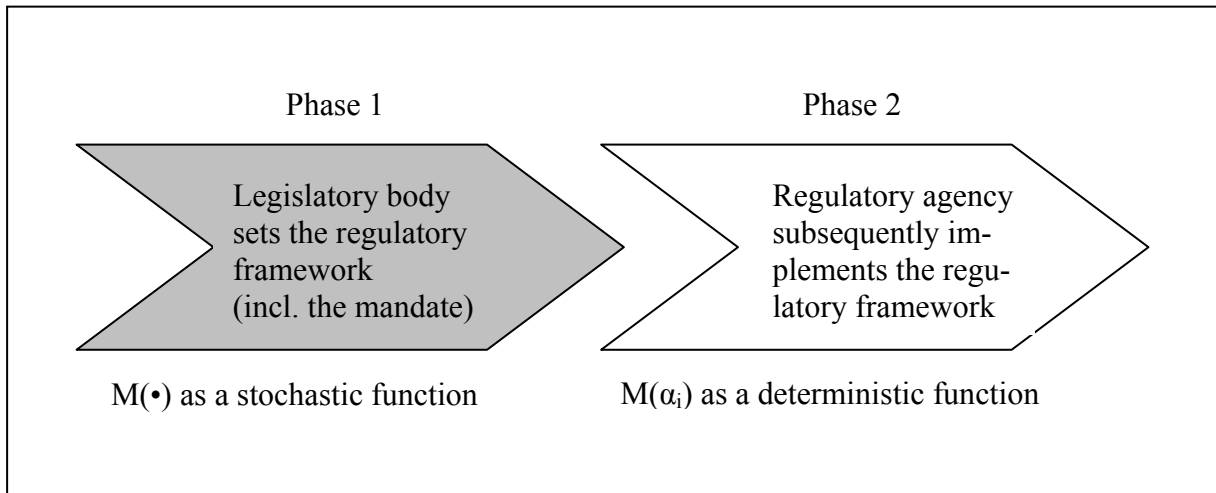 Phase 1
Legislatory body
sets the regulatory
framework
(incl. the mandate)
M(•) as a stochastic function
Phase 2
Regulatory agency
subsequently im-
plements the regu-
latory framework
M(αᵢ) as a deterministic function